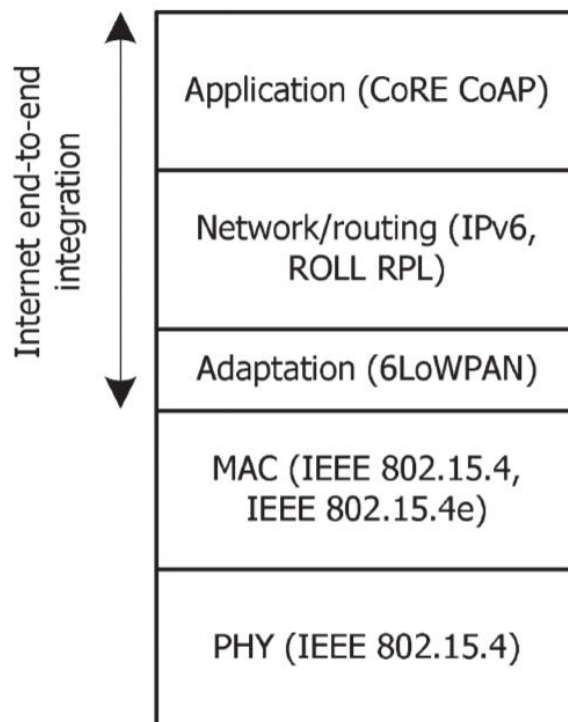 Internet end-to-end
integration
Application (CoRE CoAP)
Network/routing (IPv6,
ROLL RPL)
Adaptation (6LoWPAN)
MAC (IEEE 802.15.4,
IEEE 802.15.4e)
PHY (IEEE 802.15.4)